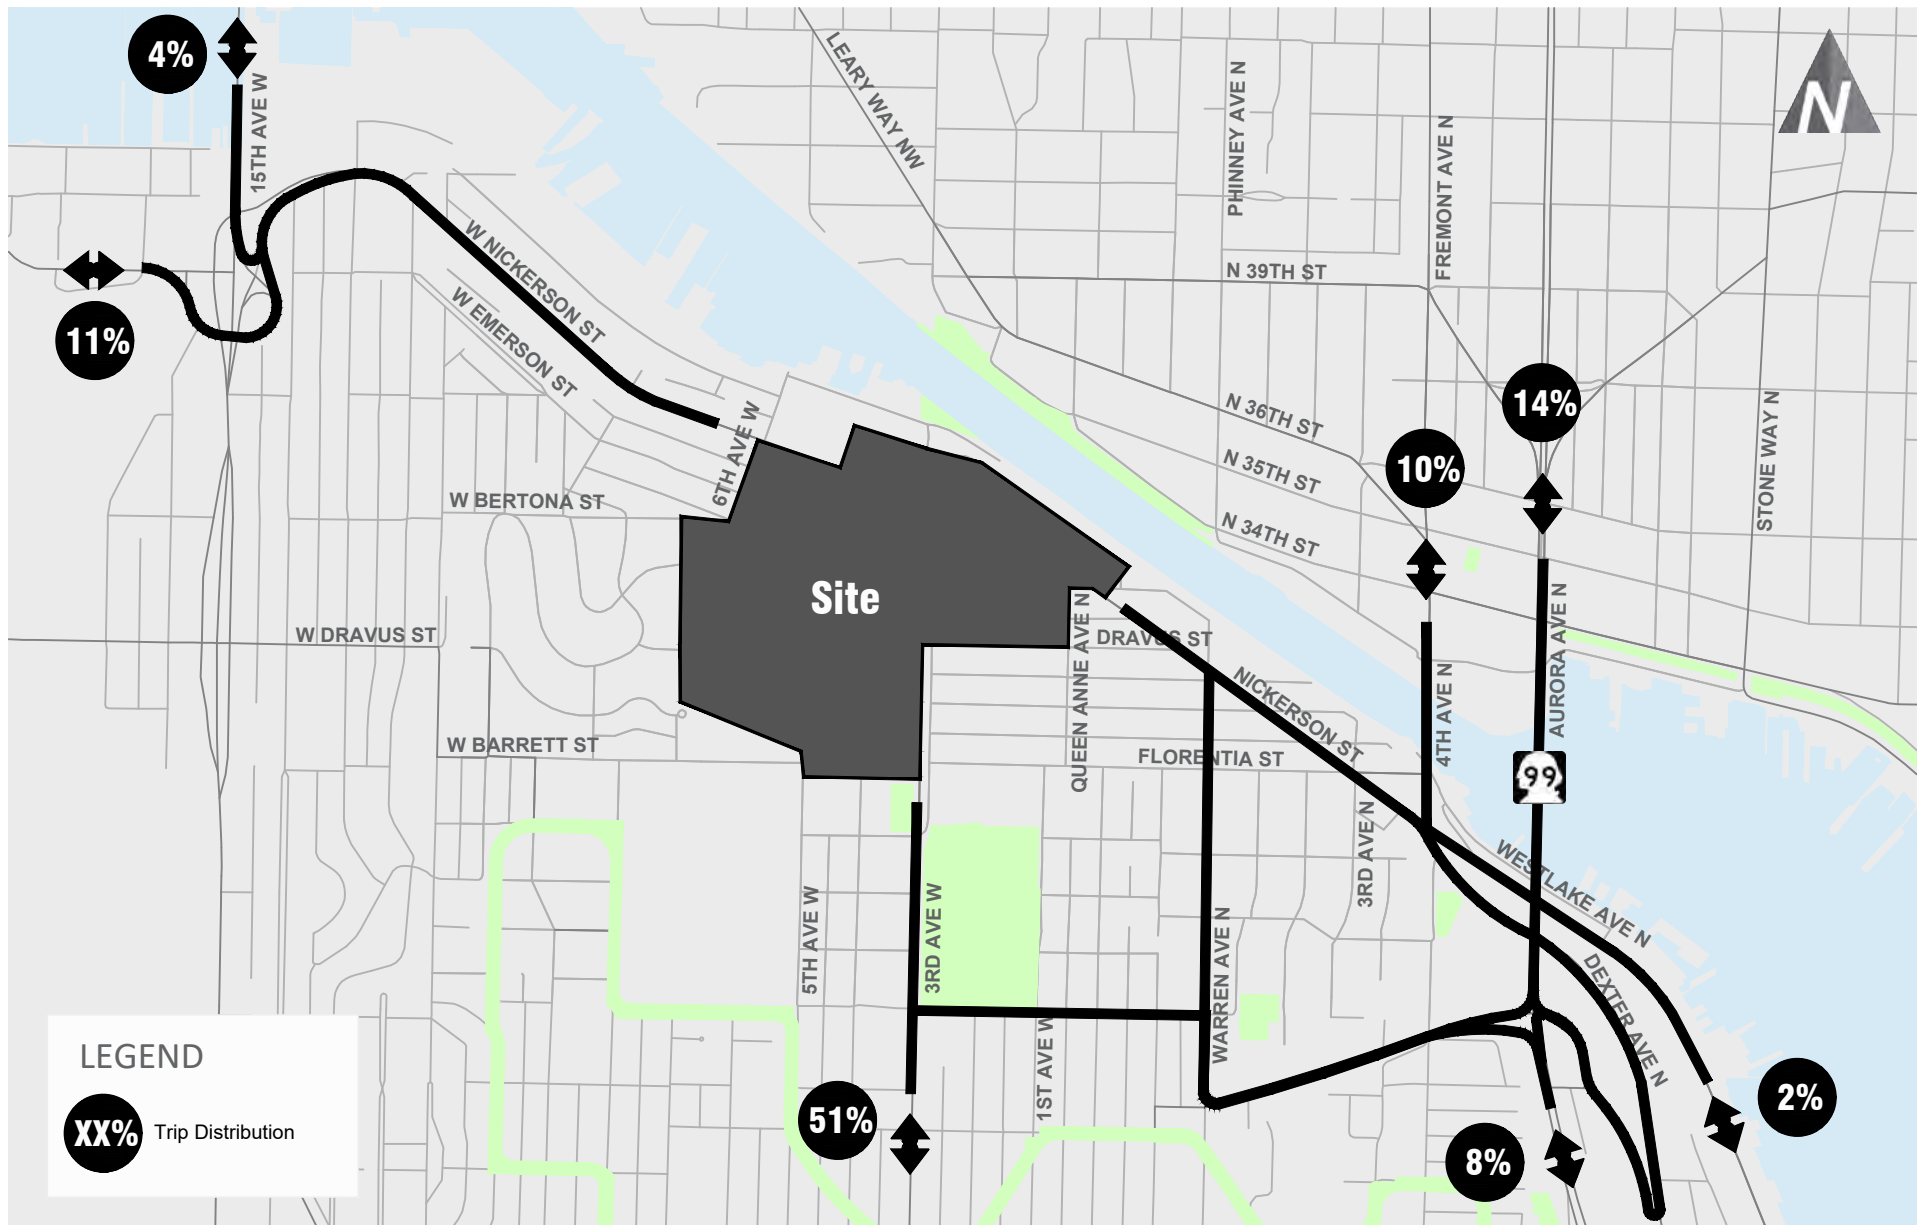 4%
15TH AVE W
LEARY WAY NW
PHINNEY AVE N
FREMONT AVE N
N
W NICKERSON ST
W EMERSON ST
11%
N 39TH ST
14%
N 36TH ST
10%
N 35TH ST
N 34TH ST
STONE WAY N
6TH AVE W
W BERTONA ST
Site
W DRAVUS ST
QUEEN ANNE AVE N
DRAVUS ST
NICKERSON ST
4TH AVE N
AURORA AVE N
99
W BARRETT ST
FLORENTIA ST
3RD AVE N
WESTLAKE AVE N
5TH AVE W
3RD AVE W
WARREN AVE N
DEXTER AVE N
1ST AVE W
51%
8%
2%
LEGEND
XX% Trip Distribution